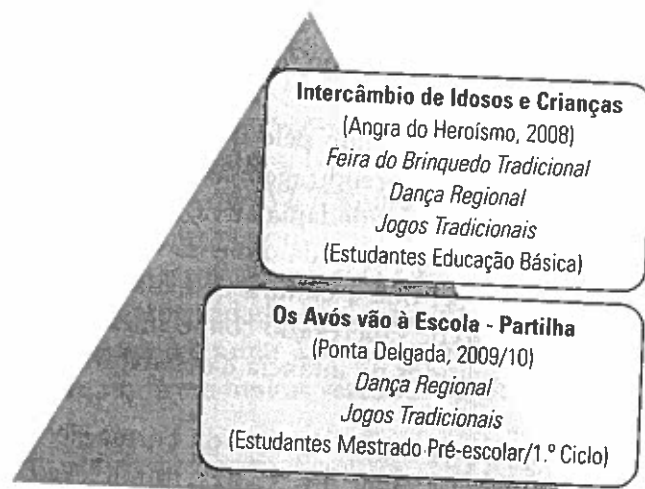 Intercâmbio de Idosos e Crianças
(Angra do Heroísmo, 2008)
Feira do Brinquedo Tradicional
Dança Regional
Jogos Tradicionais
(Estudantes Educação Básica)
Os Avós vão à Escola - Partilha
(Ponta Delgada, 2009/10)
Dança Regional
Jogos Tradicionais
(Estudantes Mestrado Pré-escolar/1.º Ciclo)